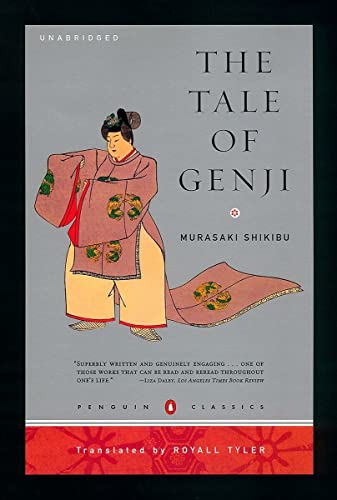 UNABRIDGED
THE
TALE
OF
GENJI
MURASAKI SHIKIBU
"Superbly written and genuinely engaging . . . one of
those works that can be read and reread throughout
one's life." —Liza Dalby, Los Angeles Times Book Review
PENGUIN CLASSICS
Translated by ROYALL TYLER